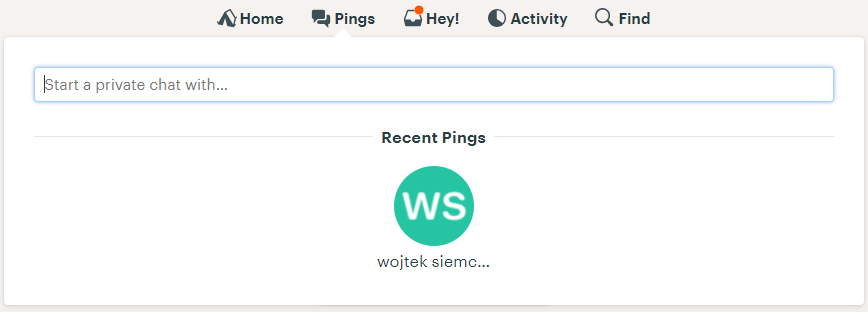 Home Pings Hey! Activity Find
Start a private chat with...
Recent Pings
WS
wojtek siemc...